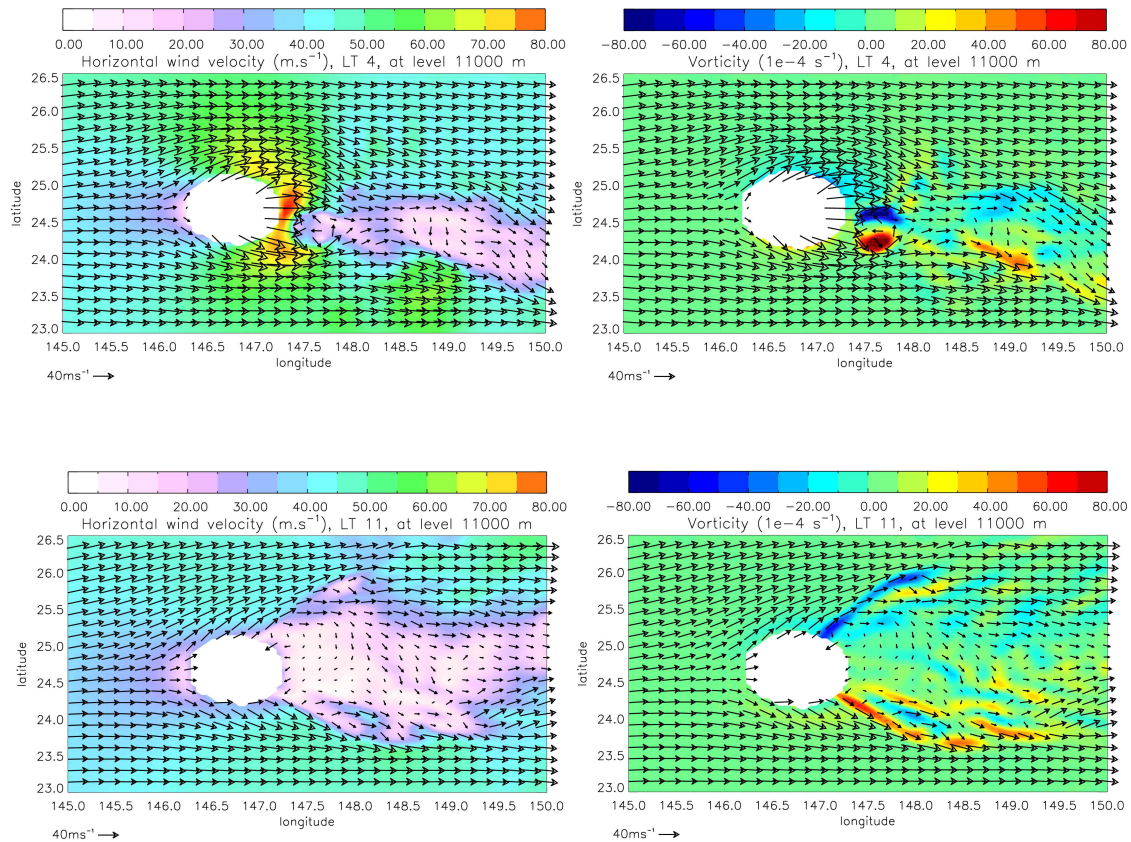 0.00 10.00 20.00 30.00 40.00 50.00 60.00 70.00 80.00
Horizontal wind velocity (m.s⁻¹), LT 4, at level 11000 m
26.5
26.0
25.5
25.0
24.5
24.0
23.5
23.0
latitude
145.0 145.5 146.0 146.5 147.0 147.5 148.0 148.5 149.0 149.5 150.0
longitude
40ms⁻¹
−80.00 −60.00 −40.00 −20.00 0.00 20.00 40.00 60.00 80.00
Vorticity (1e−4 s⁻¹), LT 4, at level 11000 m
26.5
26.0
25.5
25.0
24.5
24.0
23.5
23.0
latitude
145.0 145.5 146.0 146.5 147.0 147.5 148.0 148.5 149.0 149.5 150.0
longitude
40ms⁻¹
0.00 10.00 20.00 30.00 40.00 50.00 60.00 70.00 80.00
Horizontal wind velocity (m.s⁻¹), LT 11, at level 11000 m
26.5
26.0
25.5
25.0
24.5
24.0
23.5
23.0
latitude
145.0 145.5 146.0 146.5 147.0 147.5 148.0 148.5 149.0 149.5 150.0
longitude
40ms⁻¹
−80.00 −60.00 −40.00 −20.00 0.00 20.00 40.00 60.00 80.00
Vorticity (1e−4 s⁻¹), LT 11, at level 11000 m
26.5
26.0
25.5
25.0
24.5
24.0
23.5
23.0
latitude
145.0 145.5 146.0 146.5 147.0 147.5 148.0 148.5 149.0 149.5 150.0
longitude
40ms⁻¹